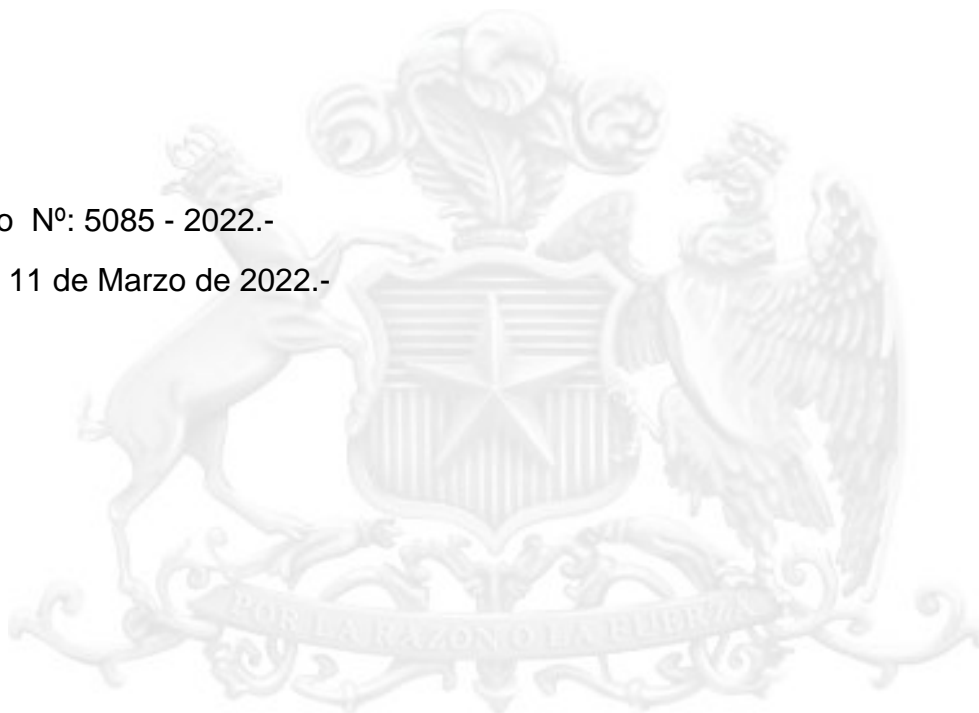 o Nº: 5085 - 2022.-
11 de Marzo de 2022.-
POR LA RAZON O LA FUERZA